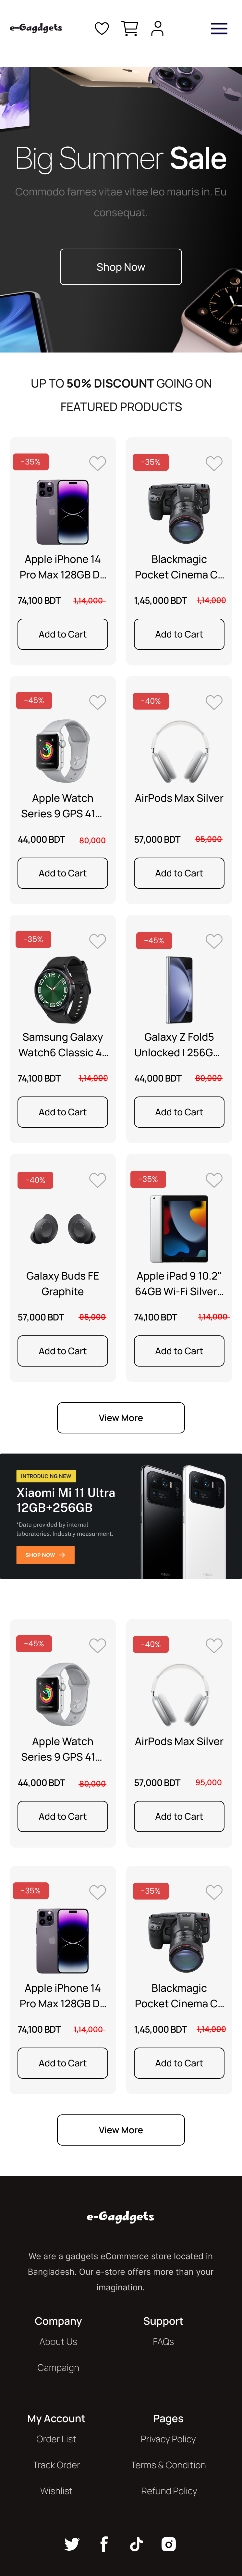 e-Gagdgets
Big Summer Sale
Commodo fames vitae vitae leo mauris in. Eu
consequat.
Shop Now
UP TO 50% DISCOUNT GOING ON
FEATURED PRODUCTS
-35%
Apple iPhone 14
Pro Max 128GB D...
74,100 BDT 1,14,000
Add to Cart
-35%
Blackmagic
Pocket Cinema C...
1,45,000 BDT 1,14,000
Add to Cart
-45%
Apple Watch
Series 9 GPS 41...
44,000 BDT 80,000
Add to Cart
-40%
AirPods Max Silver
57,000 BDT 95,000
Add to Cart
-35%
Samsung Galaxy
Watch6 Classic 4...
74,100 BDT 1,14,000
Add to Cart
-45%
Galaxy Z Fold5
Unlocked | 256G...
44,000 BDT 80,000
Add to Cart
-40%
Galaxy Buds FE
Graphite
57,000 BDT 95,000
Add to Cart
-35%
Apple iPad 9 10.2"
64GB Wi-Fi Silver...
74,100 BDT 1,14,000
Add to Cart
View More
INTRODUCING NEW
Xiaomi Mi 11 Ultra
12GB+256GB
*Data provided by internal
laboratories. Industry measurment.
SHOP NOW
-45%
Apple Watch
Series 9 GPS 41...
44,000 BDT 80,000
Add to Cart
-40%
AirPods Max Silver
57,000 BDT 95,000
Add to Cart
-35%
Apple iPhone 14
Pro Max 128GB D...
74,100 BDT 1,14,000
Add to Cart
-35%
Blackmagic
Pocket Cinema C...
1,45,000 BDT 1,14,000
Add to Cart
View More
e-Gagdgets
We are a gadgets eCommerce store located in
Bangladesh. Our e-store offers more than your
imagination.
Company
About Us
Campaign
Support
FAQs
My Account
Order List
Track Order
Wishlist
Pages
Privacy Policy
Terms & Condition
Refund Policy